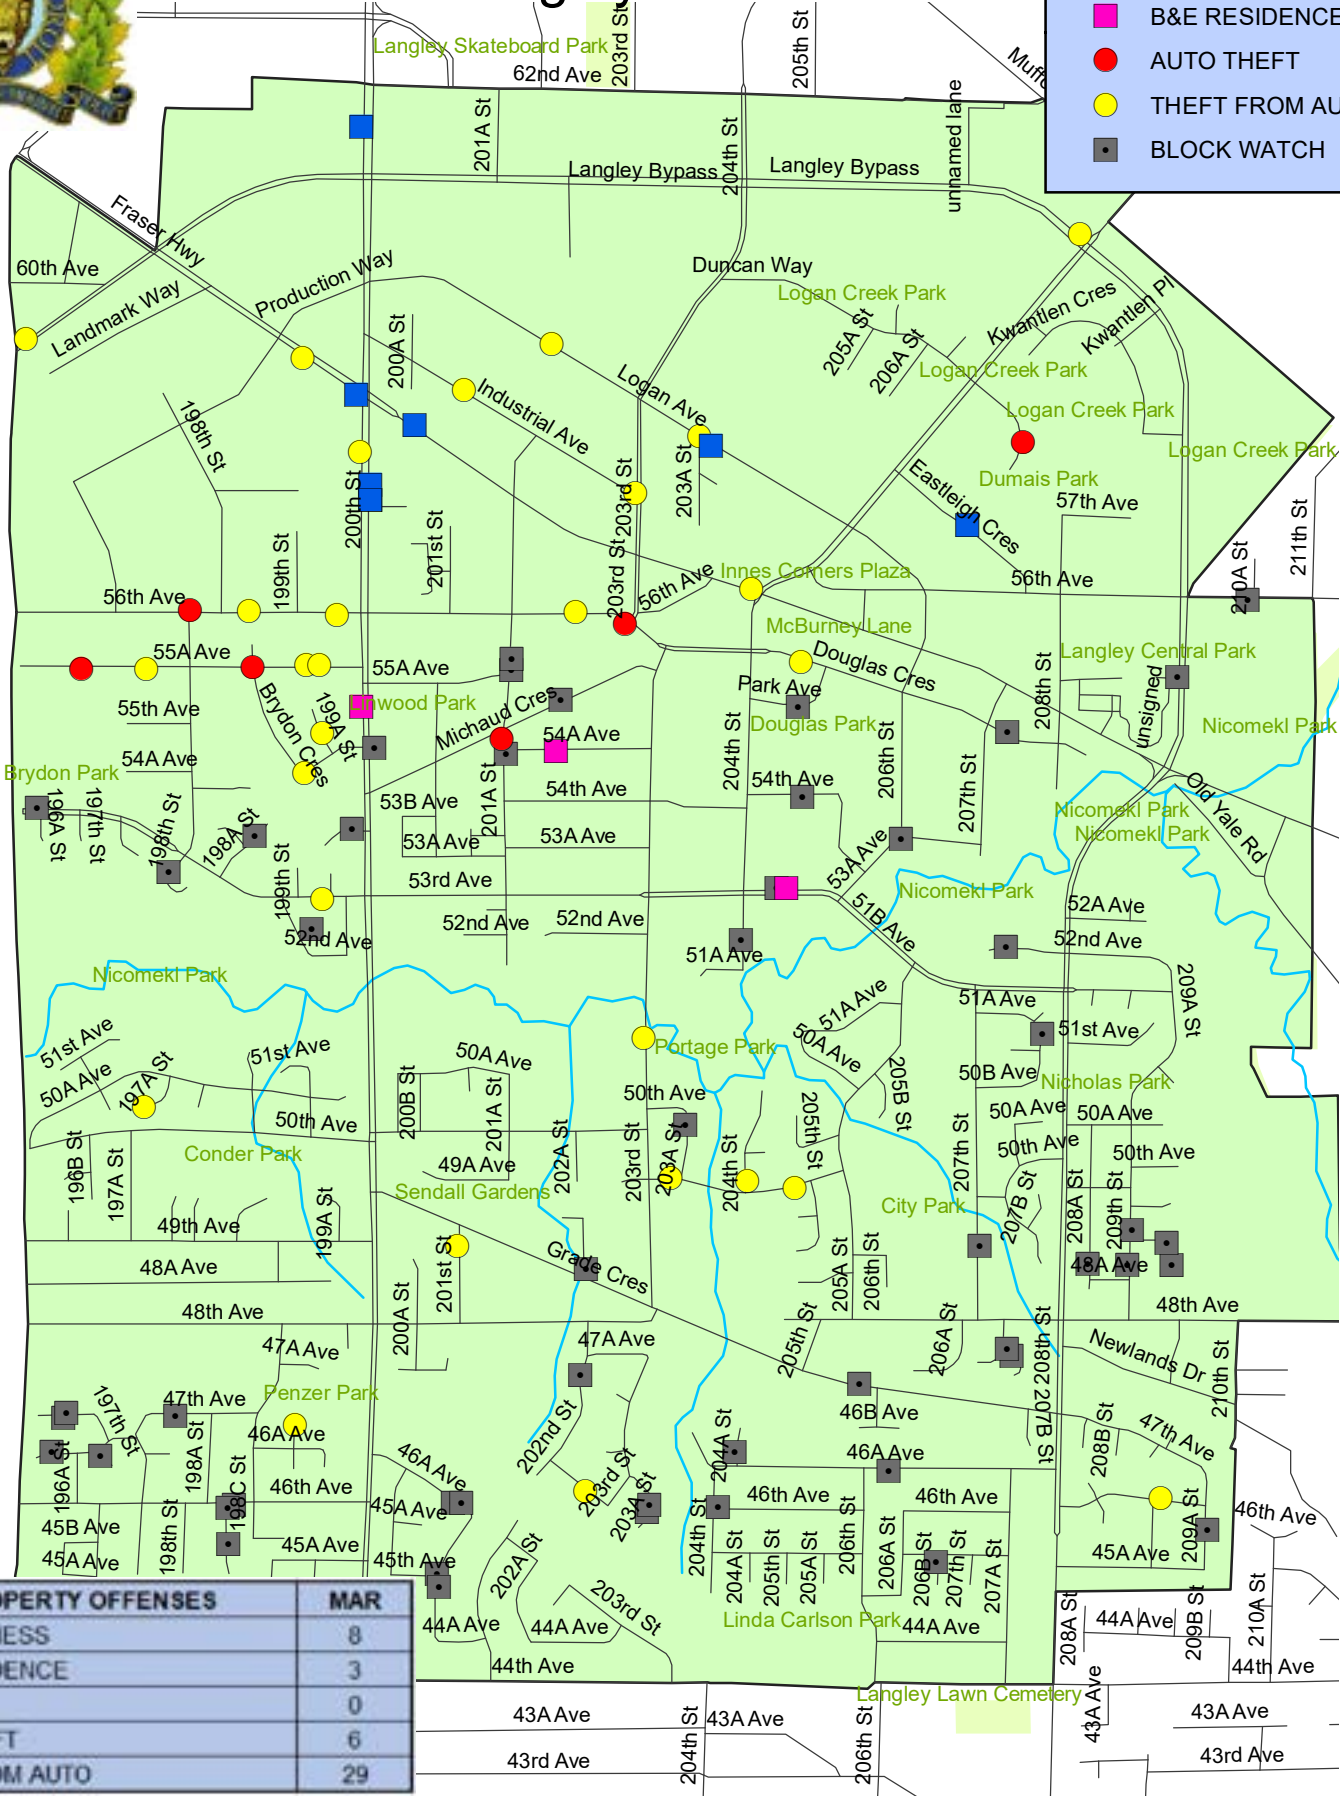 Langley Skateboard Park
203rd St
205th St
62nd Ave
B&E RESIDENCE
AUTO THEFT
THEFT FROM AU
BLOCK WATCH
201A St
204th St
unnamed lane
Langley Bypass
Langley Bypass
Fraser Hwy
60th Ave
Landmark Way
Production Way
Duncan Way
Logan Creek Park
200A St
205A St
206A St
Kwantlen Cres
Kwantlen Pl
Logan Creek Park
Logan Creek Park
Logan Creek Park
Industrial Ave
Logan Ave
198th St
203rd St
203A St
Dumais Park
Eastleigh Cres
57th Ave
200th St
201st St
199th St
203rd St
56th Ave
56th Ave
Innes Corners Plaza
56th Ave
210A St
211th St
McBurney Lane
55A Ave
55A Ave
Douglas Cres
Langley Central Park
208th St
unsigned
Park Ave
Linwood Park
Michaud Cres
55th Ave
Brydon Cres
199A St
Douglas Park
Nicomekl Park
54A Ave
54A Ave
204th St
206th St
207th St
Brydon Park
54th Ave
54th Ave
196A St
197th St
198th St
198A St
53B Ave
201A St
Nicomekl Park
Nicomekl Park
Old Yale Rd
53A Ave
53A Ave
53A Ave
199th St
53rd Ave
Nicomekl Park
51B Ave
52A Ave
52nd Ave
52nd Ave
52nd Ave
52nd Ave
51A Ave
Nicomekl Park
209A St
51A Ave
51A Ave
51st Ave
51st Ave
51st Ave
50A Ave
Portage Park
50A Ave
50A Ave
197A St
50B Ave
Nicholas Park
200B St
201A St
50th Ave
205th St
205B St
50A Ave
50A Ave
50th Ave
207th St
50th Ave
50th Ave
196B St
197A St
Conder Park
202A St
203rd St
203A St
204th St
49A Ave
Sendall Gardens
City Park
207B St
208A St
209th St
49th Ave
199A St
48A Ave
Grade Cres
201st St
205A St
206th St
48A Ave
48th Ave
200A St
48th Ave
205th St
206A St
207B St
Newlands Dr
210th St
47A Ave
47A Ave
197th St
47th Ave
Penzer Park
46A Ave
46B Ave
208B St
47th Ave
196A St
198A St
198C St
46A Ave
202nd St
203rd St
203A St
204A St
46A Ave
46th Ave
45A Ave
46th Ave
46th Ave
46th Ave
45B Ave
198th St
204th St
206th St
209A St
45A Ave
45A Ave
45th Ave
202A St
204A St
205th St
205A St
206A St
206B St
207th St
207A St
45A Ave
203rd St
Linda Carlson Park
208A St
209B St
210A St
44A Ave
44A Ave
44A Ave
44A Ave
44th Ave
44th Ave
Langley Lawn Cemetery
43A Ave
43A Ave
43A Ave
43A Ave
204th St
206th St
43rd Ave
43rd Ave
PERTY OFFENSES MAR
ESS 8
ENCE 3
0
FT 6
M AUTO 29